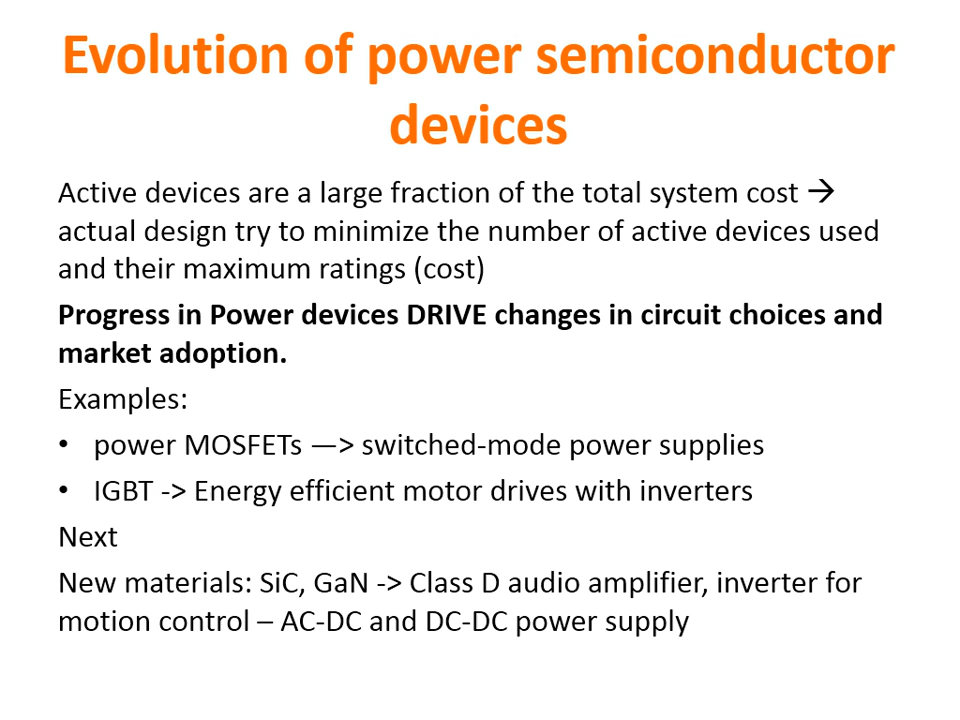 Evolution of power semiconductor
devices
Active devices are a large fraction of the total system cost →
actual design try to minimize the number of active devices used
and their maximum ratings (cost)
Progress in Power devices DRIVE changes in circuit choices and
market adoption.
Examples:
• power MOSFETs —> switched-mode power supplies
• IGBT -> Energy efficient motor drives with inverters
Next
New materials: SiC, GaN -> Class D audio amplifier, inverter for
motion control – AC-DC and DC-DC power supply